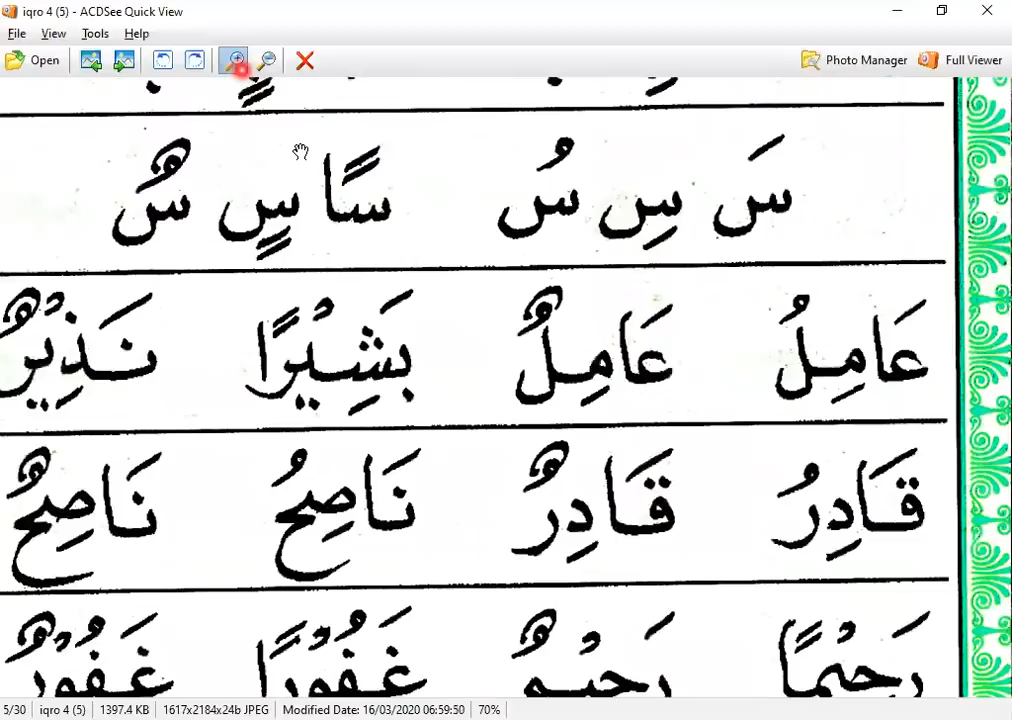 iqro 4 (5) - ACDSee Quick View
File View Tools Help
Open Photo Manager Full Viewer
سَ سِ سُ سًا سٍ سٌ
عَامِلُ عَامِلٌ بَشِيْرًا نَذِيْرٌ
قَادِرُ قَادِرٌ نَاصِحُ نَاصِحٌ
رَحِيْمًا رَحِيْمٌ غَفُوْرًا غَفُوْرٌ
5/30 iqro 4 (5) 1397.4 KB 1617x2184x24b JPEG Modified Date: 16/03/2020 06:59:50 70%